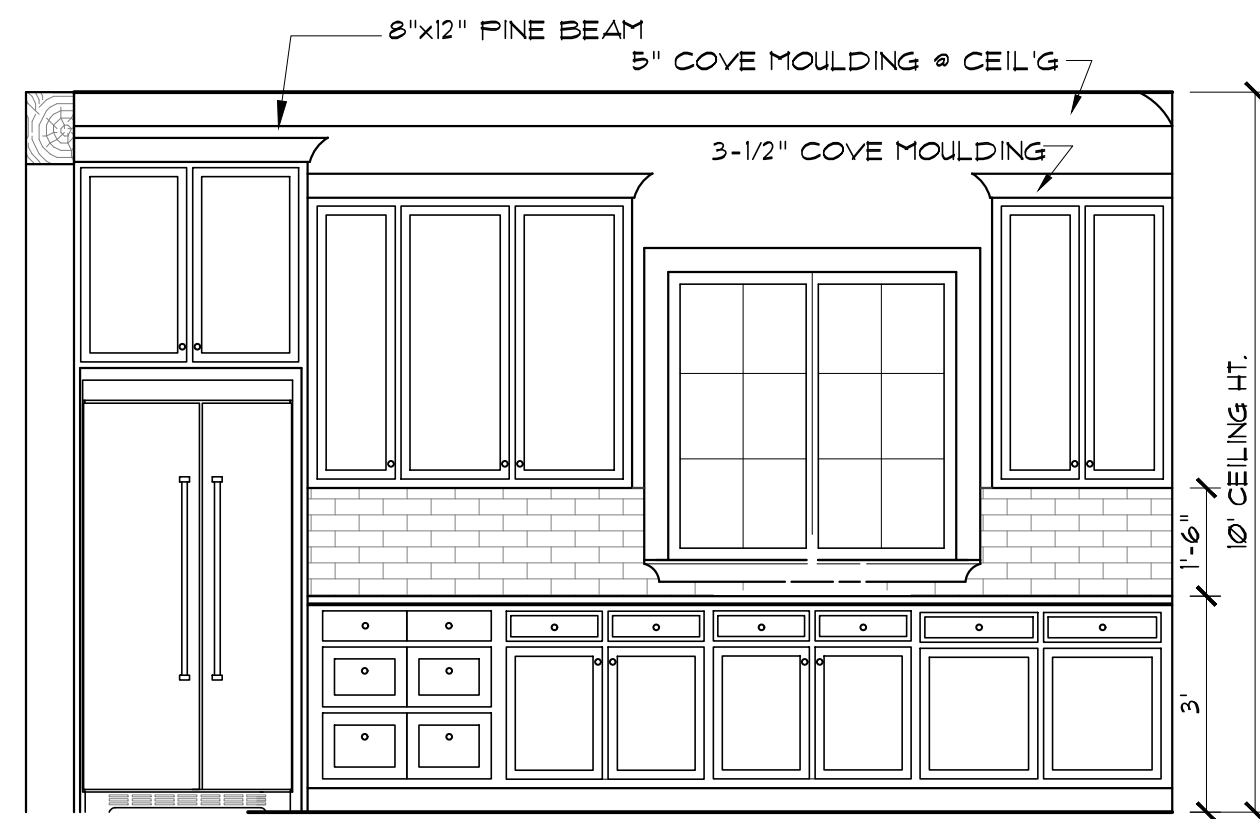 8"x12" PINE BEAM
5" COVE MOULDING @ CEIL'G
3-1/2" COVE MOULDING
10' CEILING HT.
1'-6"
3'